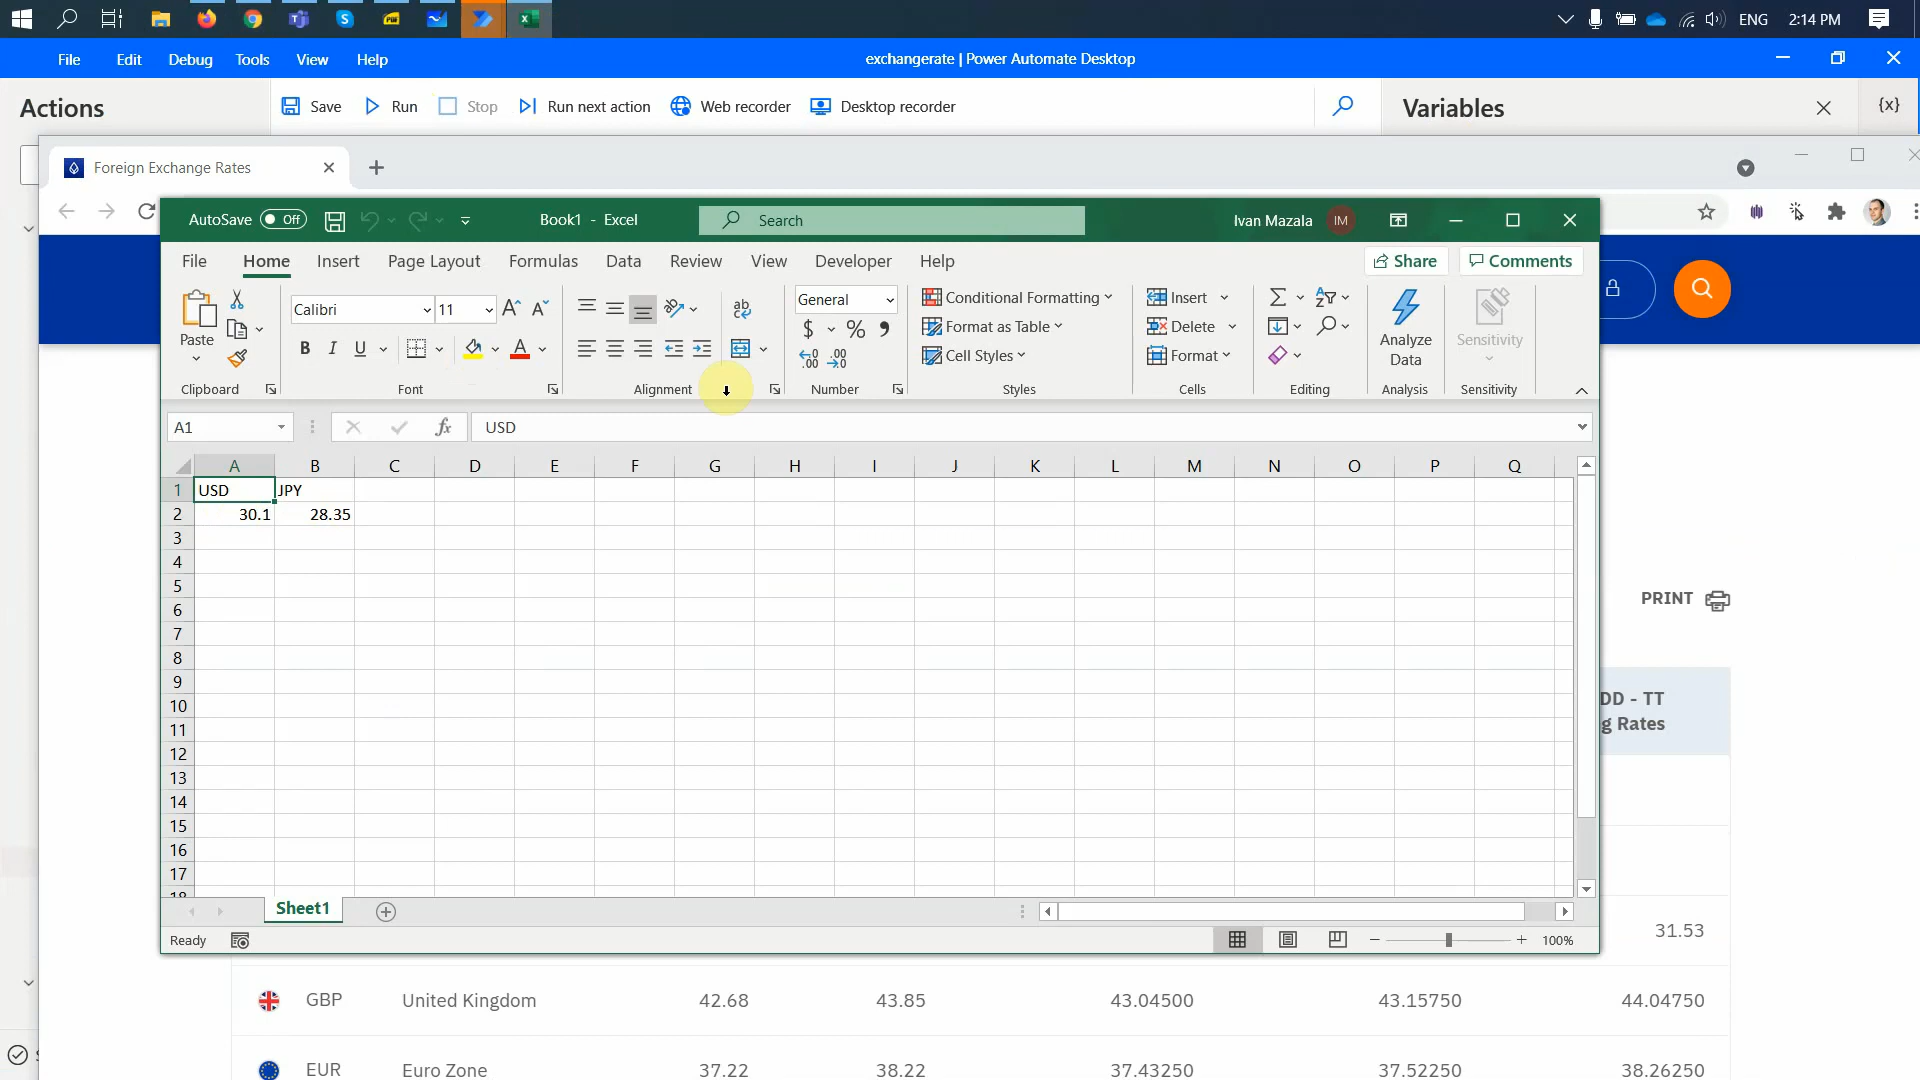 ENG 2:14 PM
File Edit Debug Tools View Help
exchangerate | Power Automate Desktop
Actions
Save Run Stop Run next action Web recorder Desktop recorder
Variables
{x}
Foreign Exchange Rates
AutoSave Off
Book1 - Excel
Search
Ivan Mazala IM
File Home Insert Page Layout Formulas Data Review View Developer Help
Share Comments
Paste
Calibri 11
General
Conditional Formatting
Format as Table
Cell Styles
Insert
Delete
Format
Analyze
Data
Sensitivity
Clipboard Font Alignment Number Styles Cells Editing Analysis Sensitivity
A1 fx USD
A B C D E F G H I J K L M N O P Q
1 USD JPY
2 30.1 28.35
3
4
5
6
7
8
9
10
11
12
13
14
15
16
17
18
Sheet1
Ready
100%
PRINT
DD - TT
g Rates
31.53
GBP United Kingdom 42.68 43.85 43.04500 43.15750 44.04750
EUR Euro Zone 37.22 38.22 37.43250 37.52250 38.26250